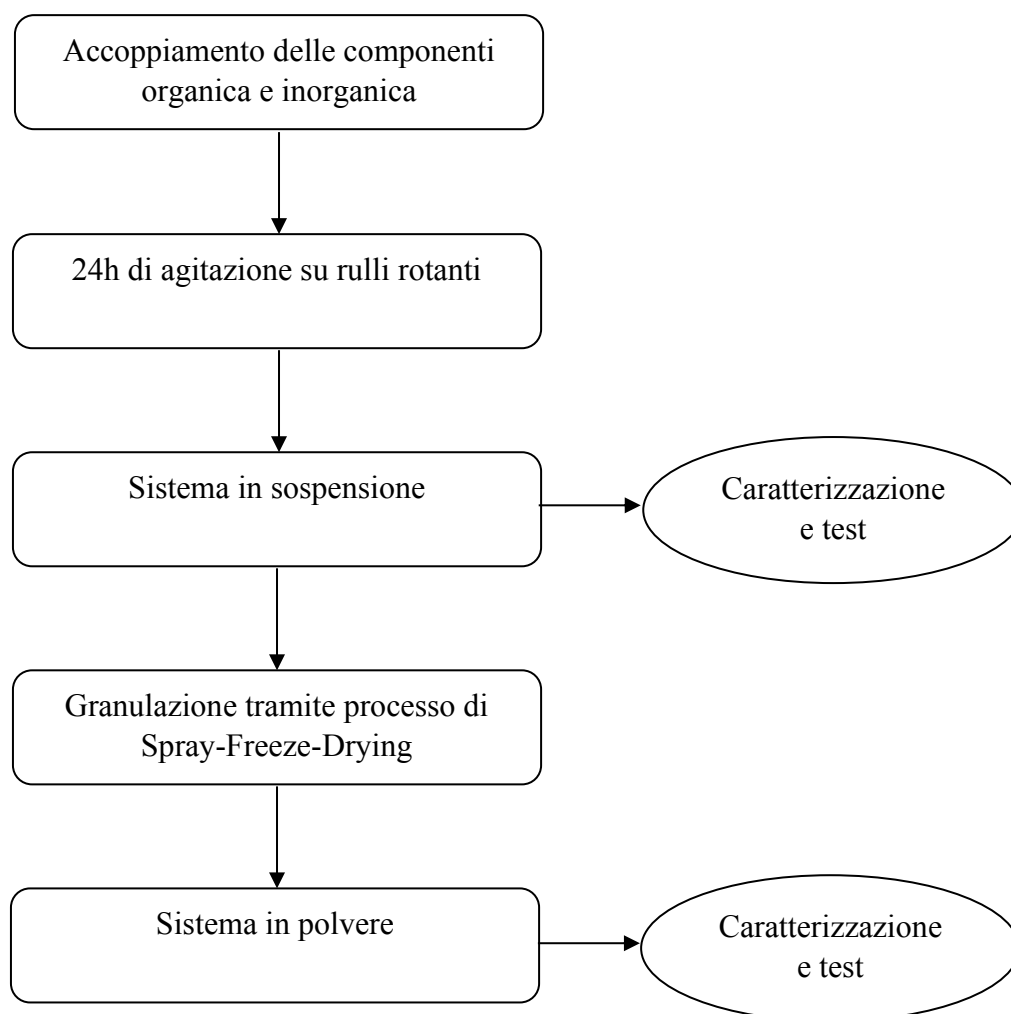 Accoppiamento delle componenti
organica e inorganica
24h di agitazione su rulli rotanti
Sistema in sospensione
Caratterizzazione
e test
Granulazione tramite processo di
Spray-Freeze-Drying
Sistema in polvere
Caratterizzazione
e test